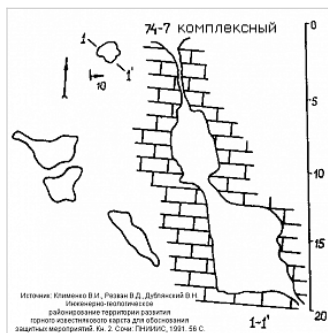 74-7 комплексный
1
1'
10
0
5
10
15
20
1-1'
Источник: Клименко В.И., Резван В.Д., Дублянский В.Н.
Инженерно-геологическое
районирование территории развития
горного известнякового карста для обоснования
защитных мероприятий. Кн. 2. Сочи: ПНИИИС, 1991. 56 С.